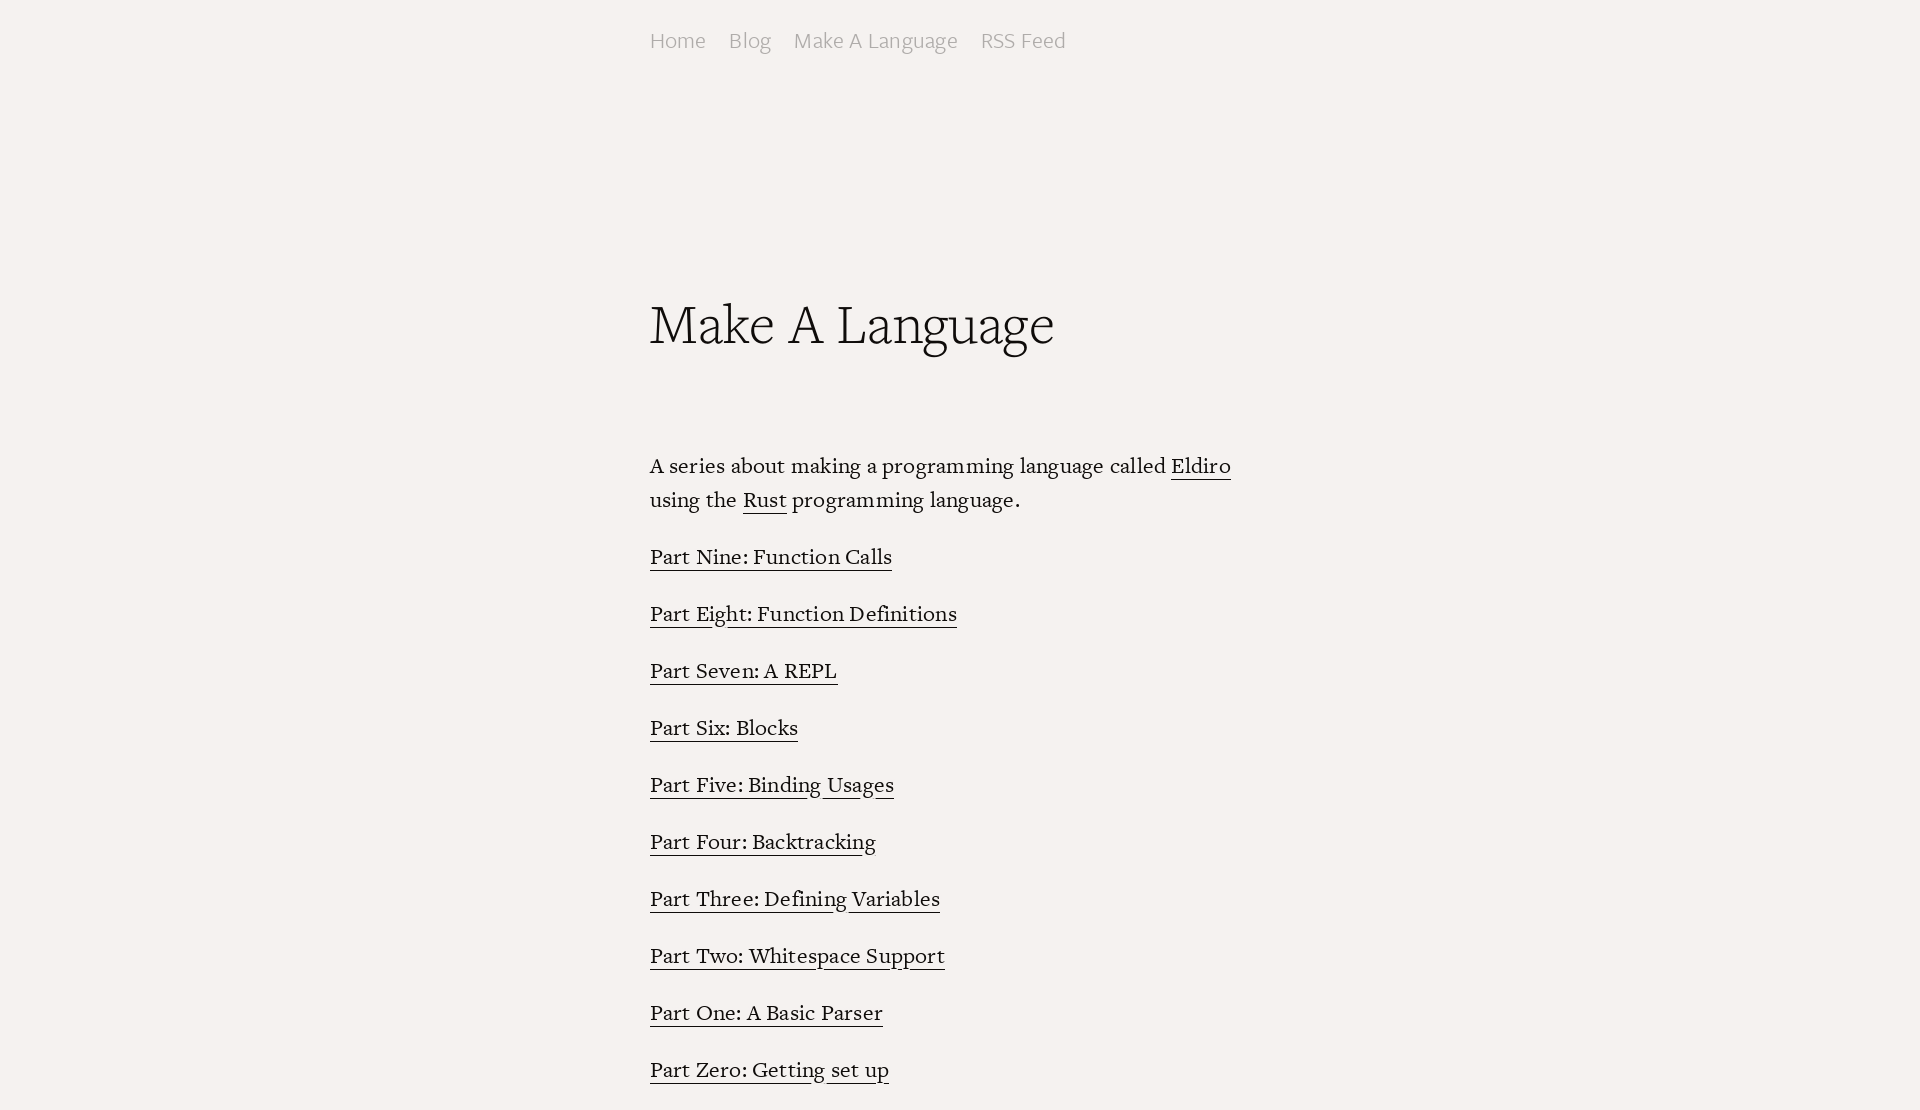 Home Blog Make A Language RSS Feed
Make A Language
A series about making a programming language called Eldiro
using the Rust programming language.
Part Nine: Function Calls
Part Eight: Function Definitions
Part Seven: A REPL
Part Six: Blocks
Part Five: Binding Usages
Part Four: Backtracking
Part Three: Defining Variables
Part Two: Whitespace Support
Part One: A Basic Parser
Part Zero: Getting set up